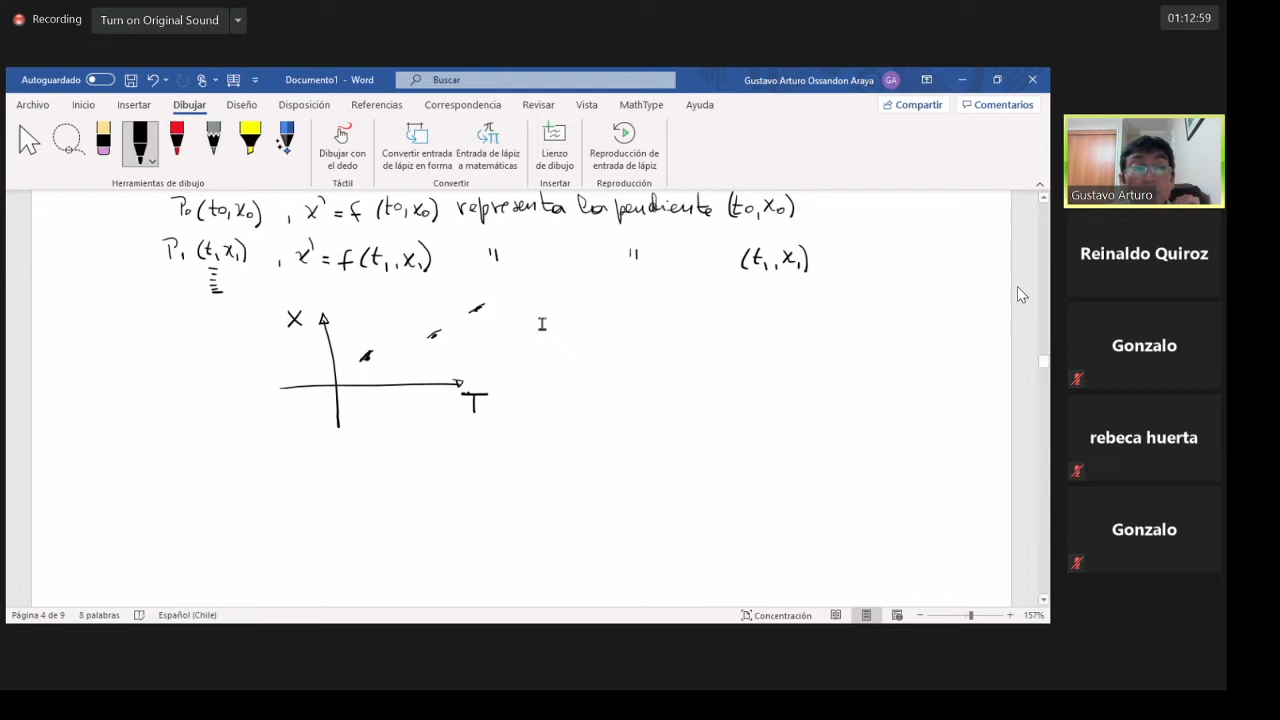 Recording
Turn on Original Sound
01:12:59
Autoguardado
Documento1 - Word
Buscar
Gustavo Arturo Ossandon Araya
GA
Archivo Inicio Insertar Dibujar Diseño Disposición Referencias Correspondencia Revisar Vista MathType Ayuda
Compartir
Comentarios
Dibujar con el dedo
Convertir entrada de lápiz en forma
Entrada de lápiz a matemáticas
Lienzo de dibujo
Reproducción de entrada de lápiz
Herramientas de dibujo
Táctil
Convertir
Insertar
Reproducción
P0 (t0, x0) , x' = f (t0, x0) representa la pendiente (t0, x0)
P1 (t1, x1) , x' = f (t1, x1) " " (t1, x1)
X
T
Gustavo Arturo
Reinaldo Quiroz
Gonzalo
rebeca huerta
Gonzalo
Página 4 de 9
8 palabras
Español (Chile)
Concentración
157%